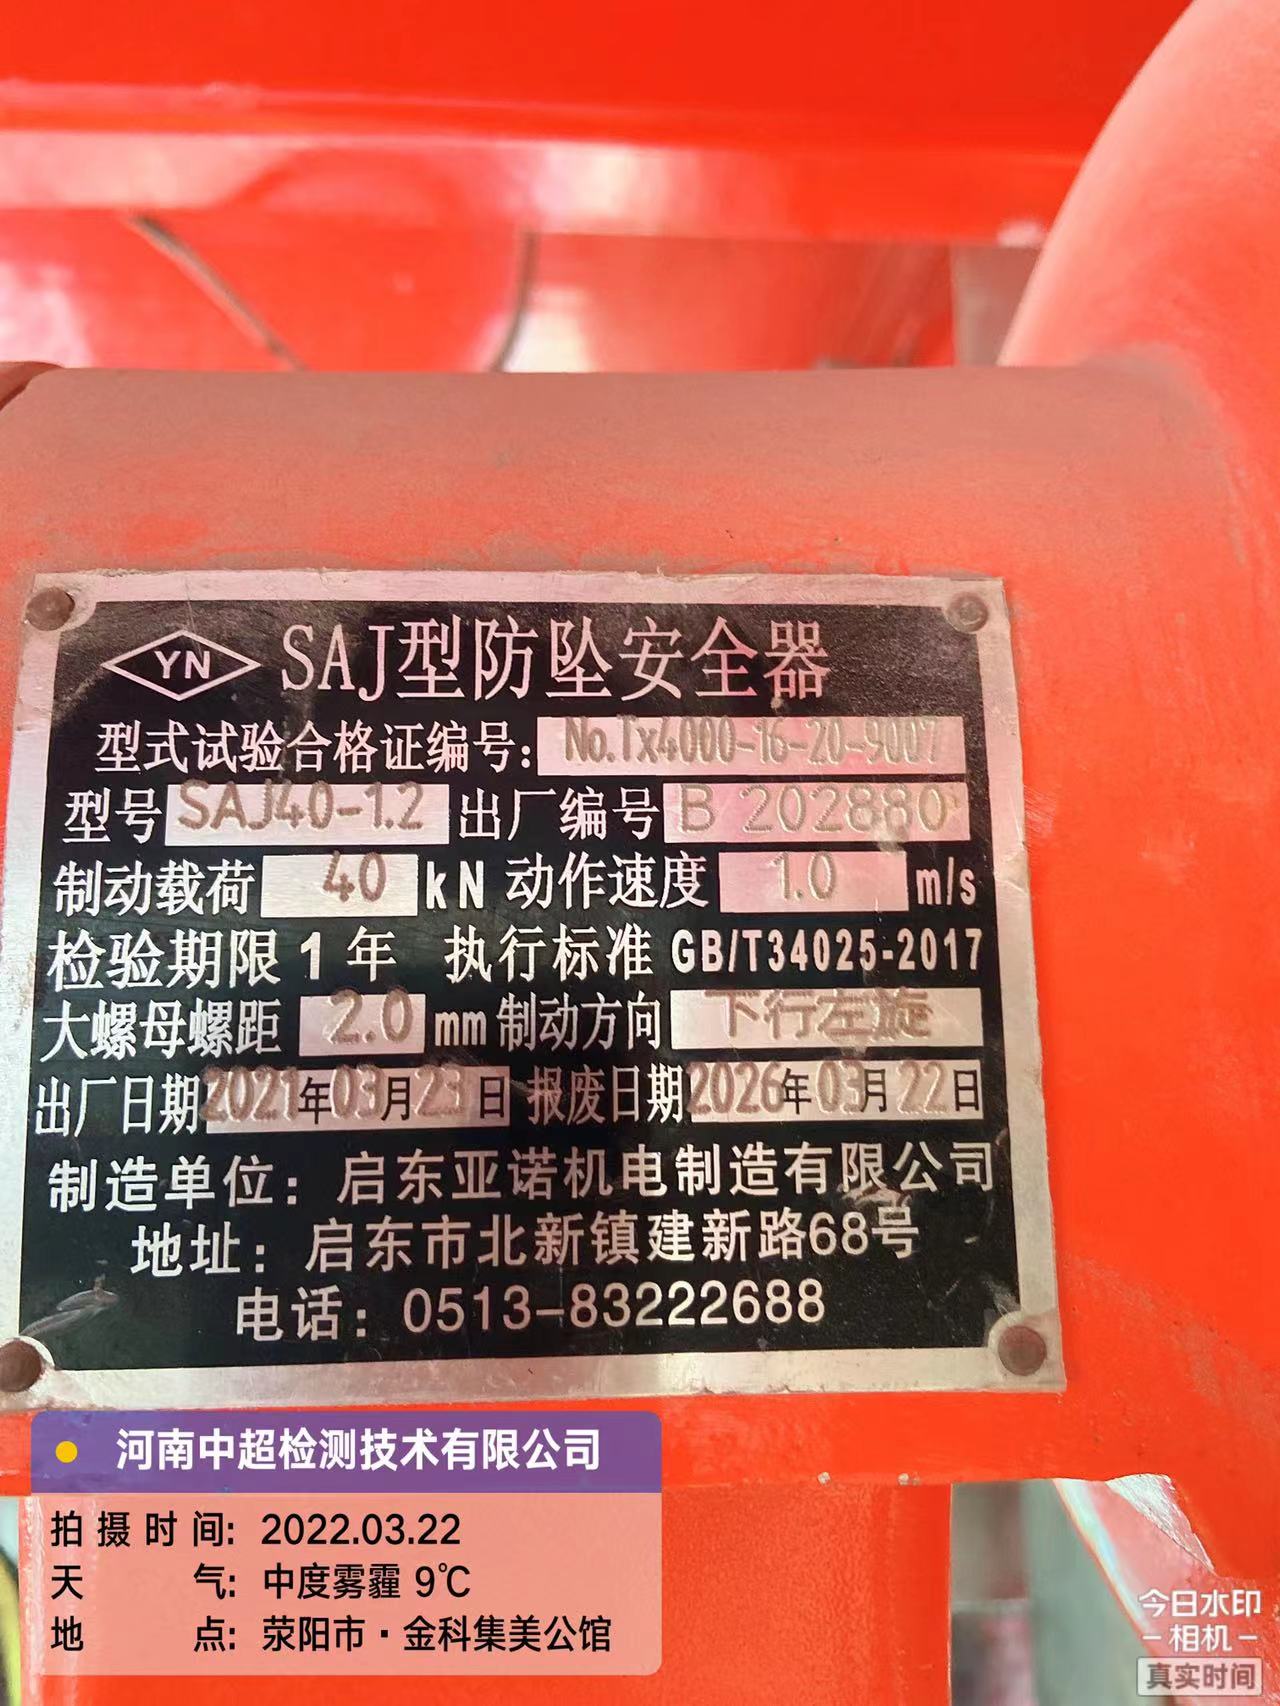 YN SAJ型防坠安全器
型式试验合格证编号: No.Tx4000-16-20-9007
型号 SAJ40-1.2 出厂编号 B 202880
制动载荷 40 kN 动作速度 1.0 m/s
检验期限 1 年 执行标准 GB/T34025-2017
大螺母螺距 2.0 mm 制动方向 下行左旋
出厂日期 2021年03月23日 报废日期 2026年03月22日
制造单位: 启东亚诺机电制造有限公司
地址: 启东市北新镇建新路68号
电话: 0513-83222688
河南中超检测技术有限公司
拍摄时间: 2022.03.22
天气: 中度雾霾 9℃
地点: 荥阳市·金科集美公馆
今日水印
-相机-
真实时间